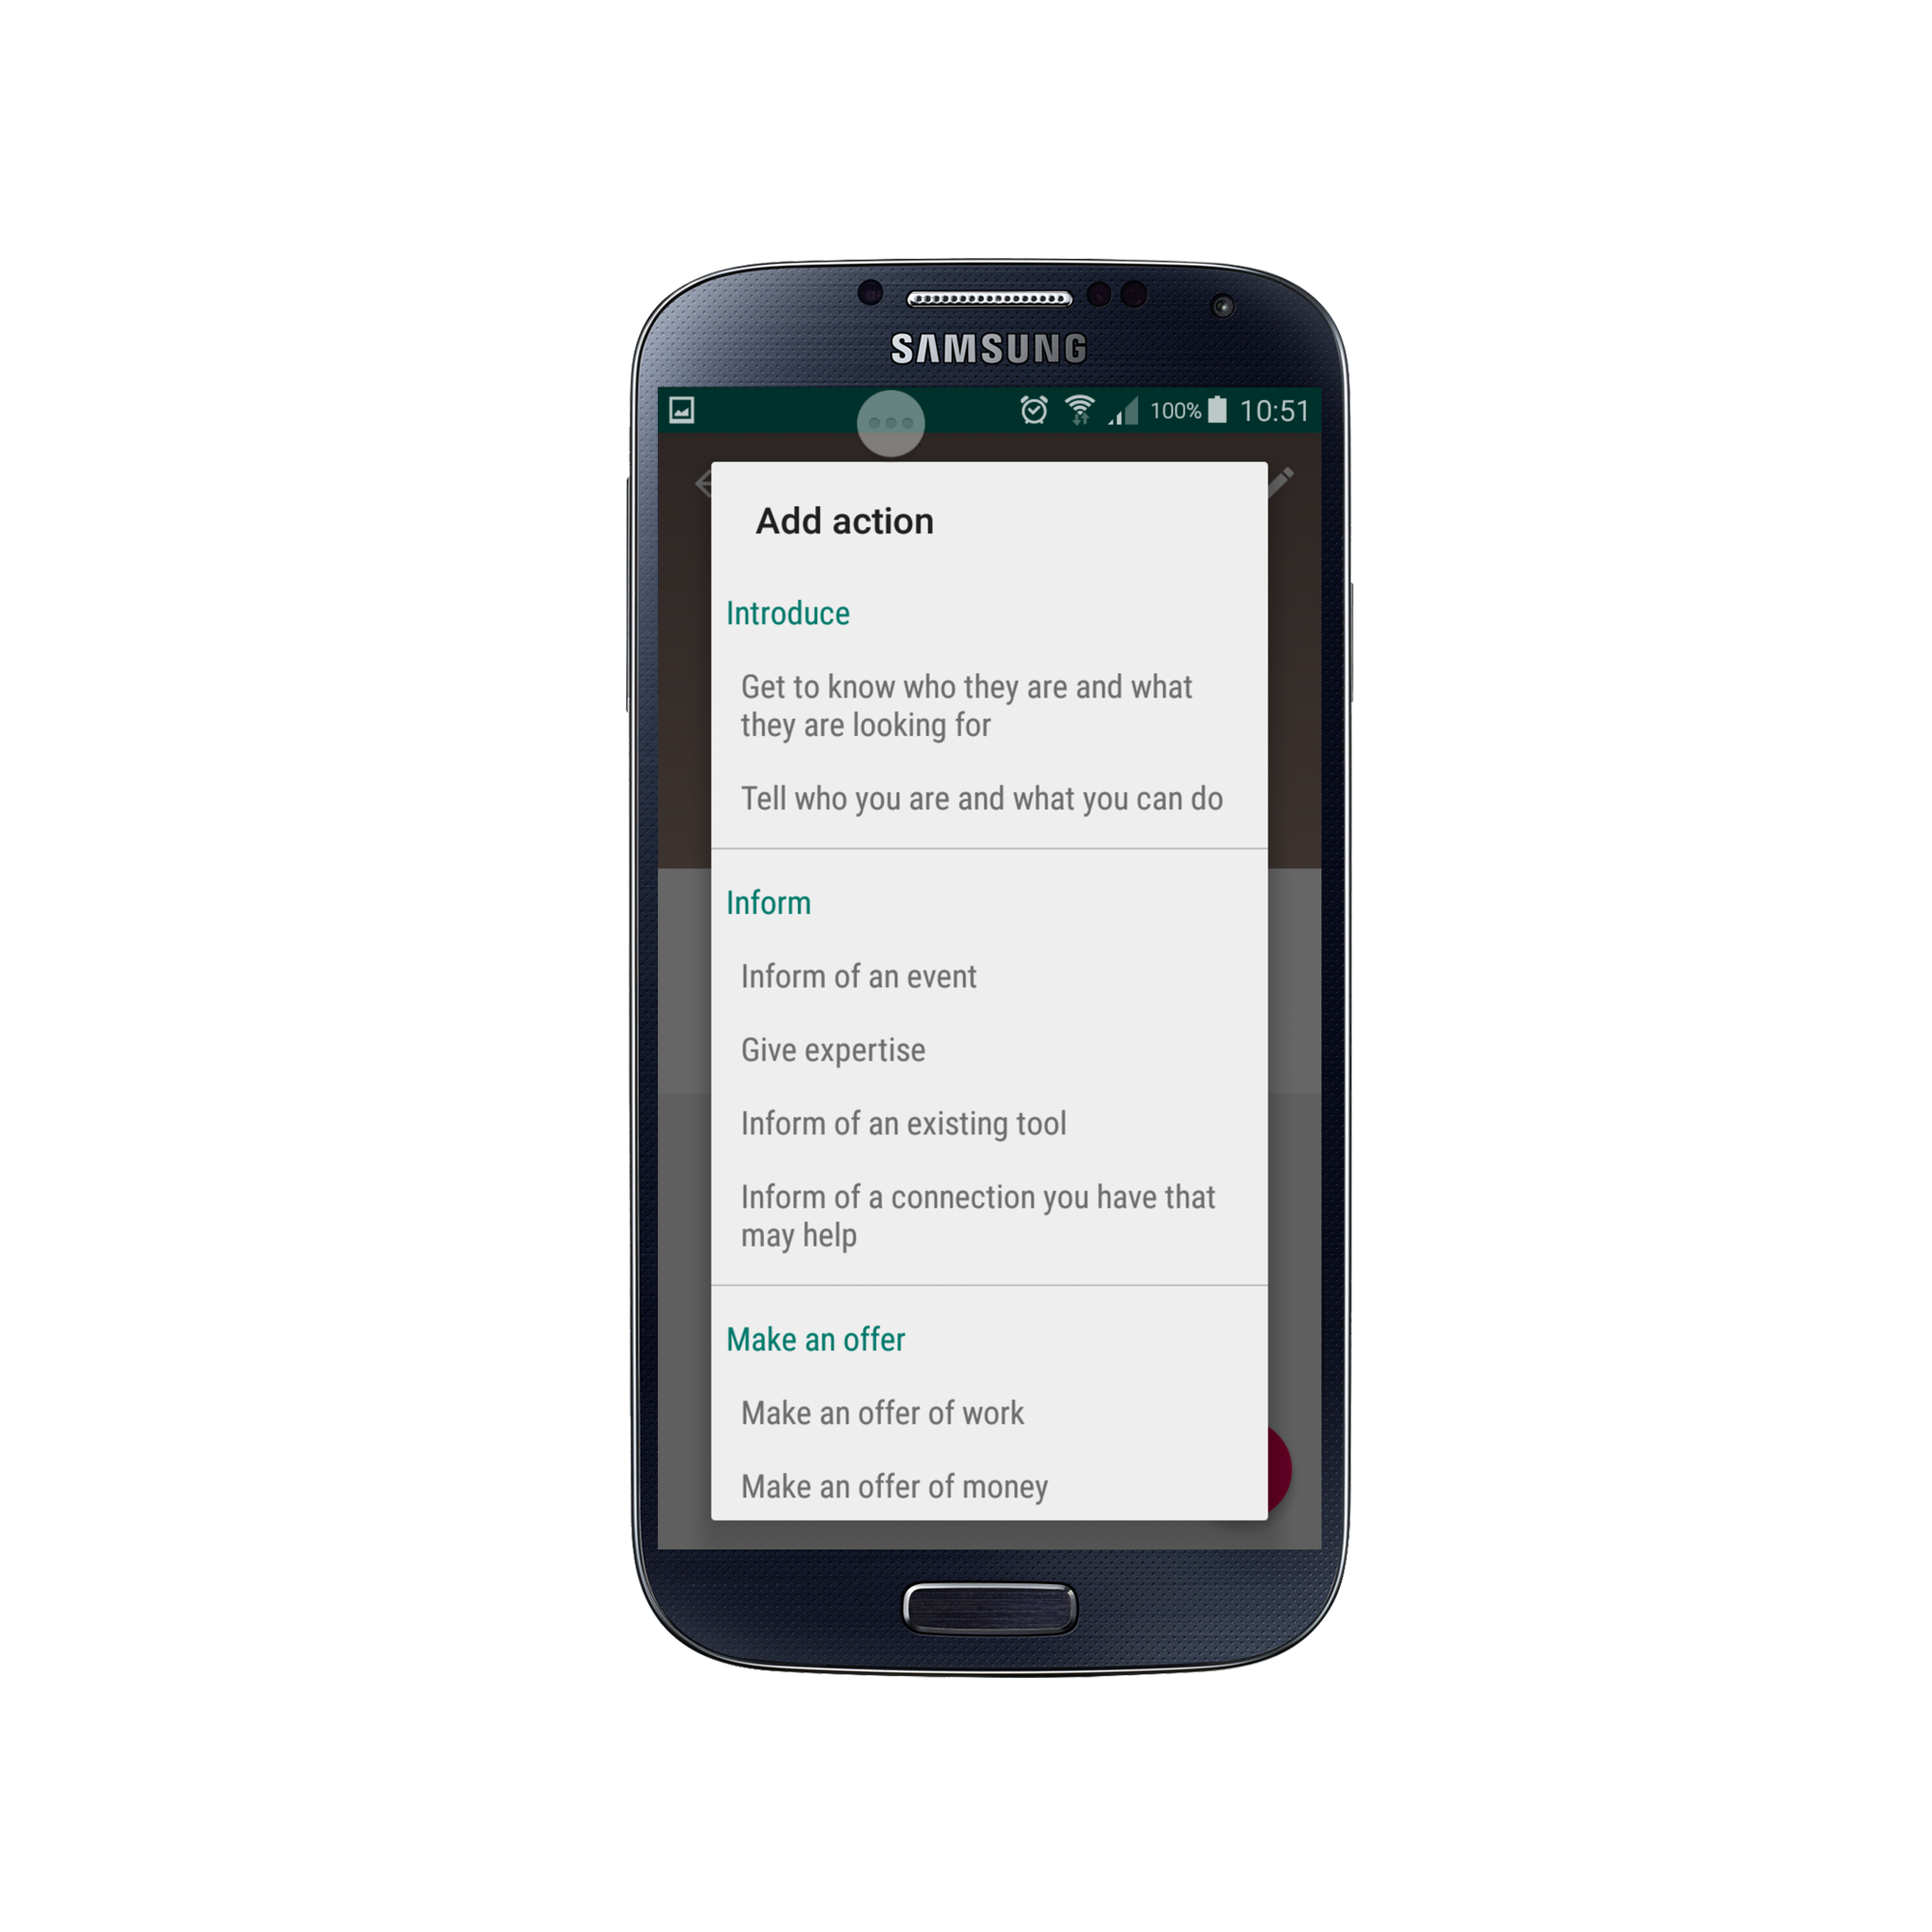 SAMSUNG
100% 10:51
Add action
Introduce
Get to know who they are and what
they are looking for
Tell who you are and what you can do
Inform
Inform of an event
Give expertise
Inform of an existing tool
Inform of a connection you have that
may help
Make an offer
Make an offer of work
Make an offer of money